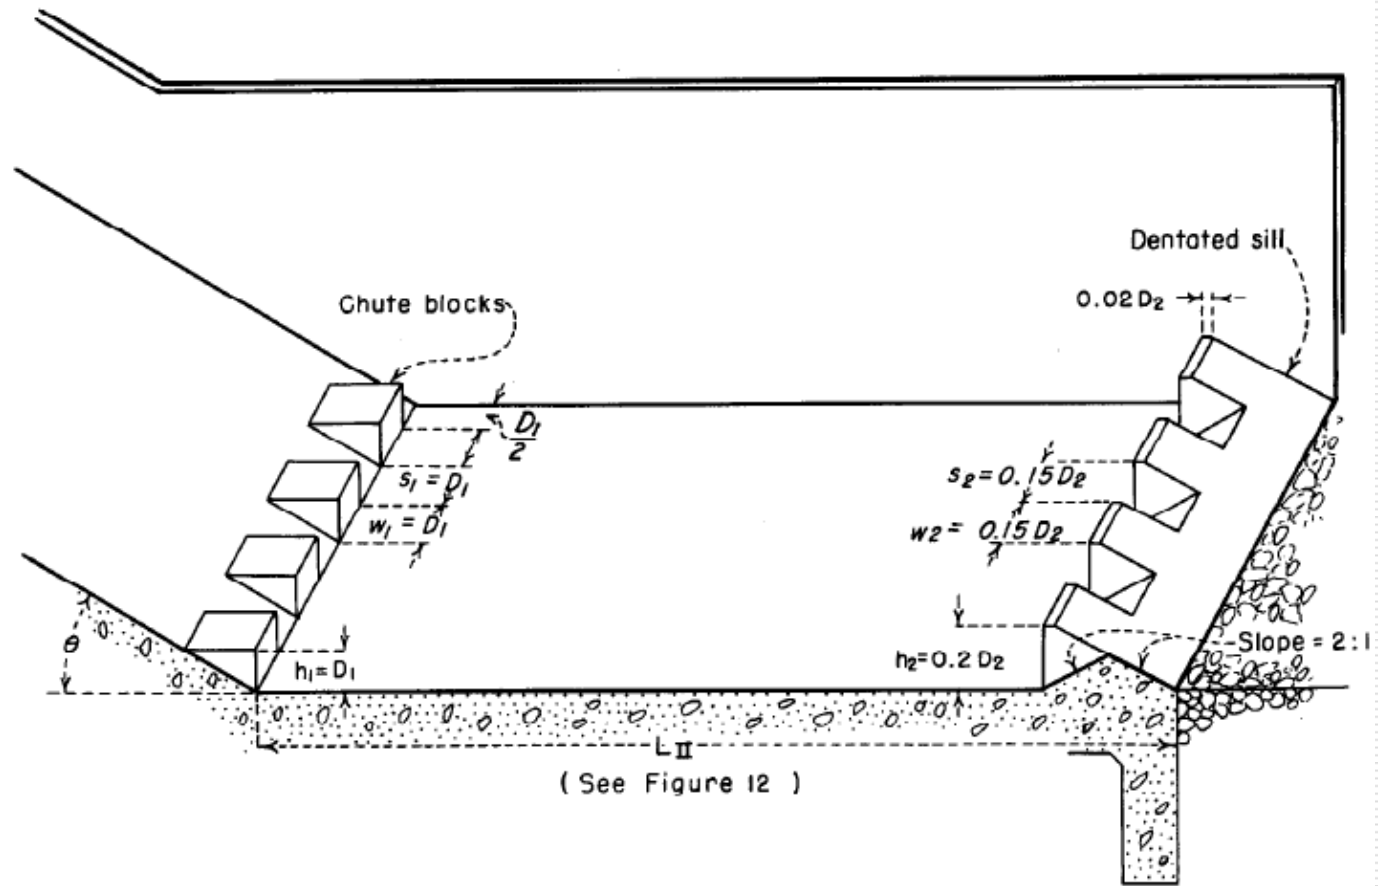 Dentated sill
0.02 D₂
Chute blocks
D₁
2
s₁ = D₁
s₂ = 0.15 D₂
w₁ = D₁
w2 = 0.15 D₂
θ
h₁ = D₁
h₂ = 0.2 D₂
Slope = 2:1
L II
( See Figure 12 )